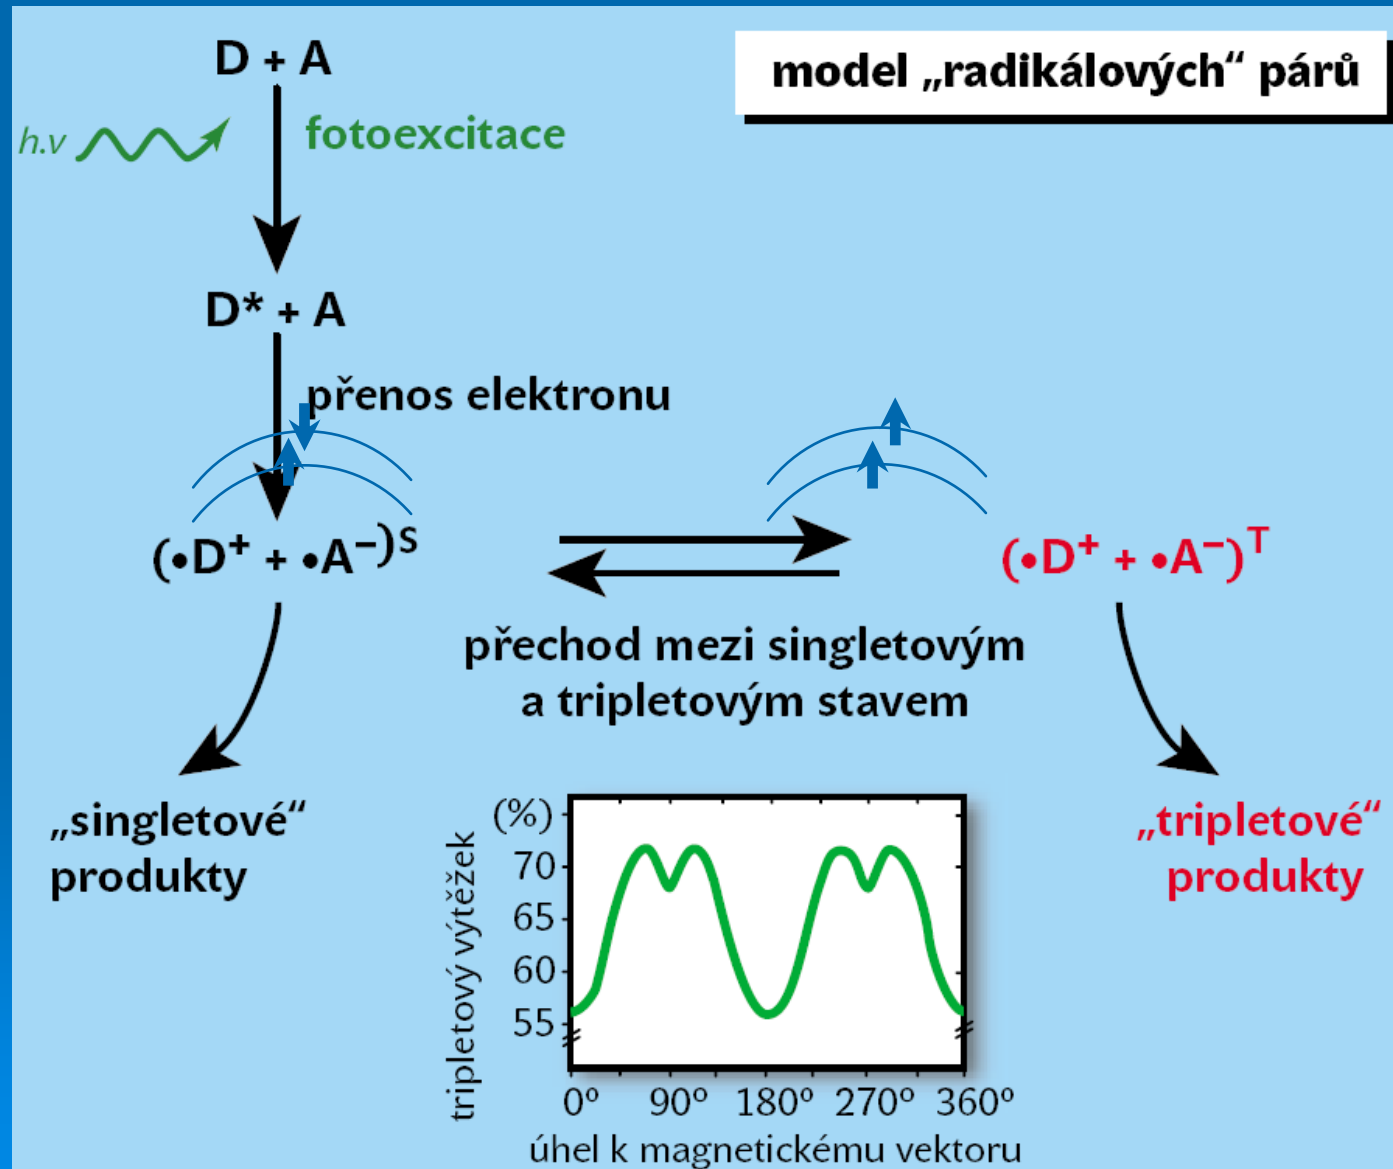 D + A
model „radikálových“ párů
h.v
fotoexcitace
D* + A
přenos elektronu
(•D⁺ + •A⁻)ˢ
(•D⁺ + •A⁻)ᵀ
přechod mezi singletovým
a tripletovým stavem
„singletové“
produkty
„tripletové“
produkty
tripletový výtěžek
(%)
70
65
60
55
0º 90º 180º 270º 360º
úhel k magnetickému vektoru